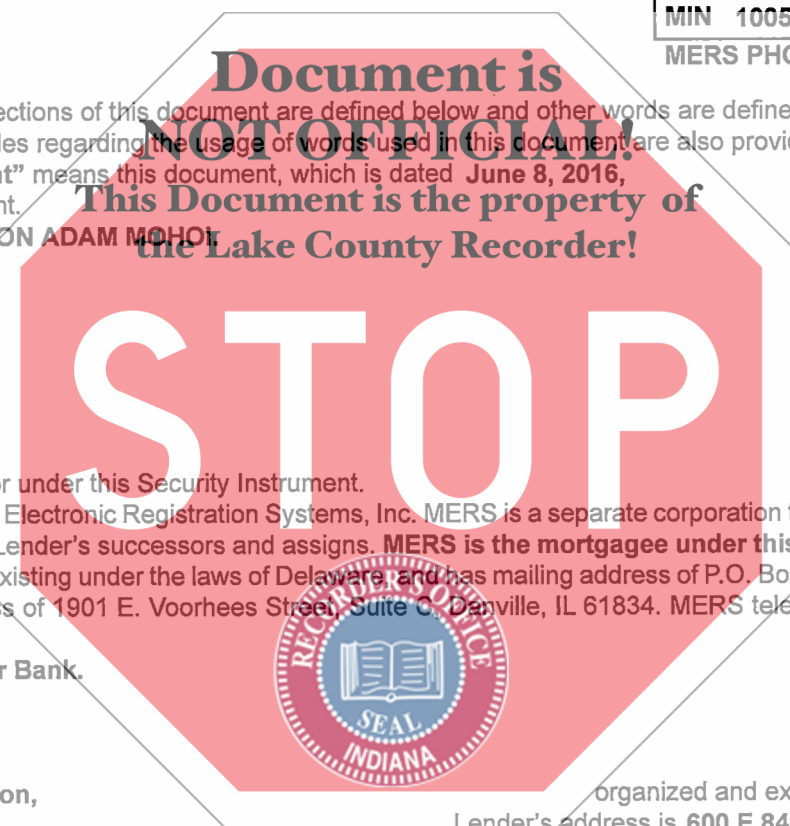 MIN 1005
MERS PHO
Document is
ections of this document are defined below and other words are define
NOT OFFICIAL!
les regarding the usage of words used in this document are also provi
nt” means this document, which is dated June 8, 2016,
This Document is the property of
nt.
ON ADAM MOHOI.
the Lake County Recorder!
STOP
r under this Security Instrument.
Electronic Registration Systems, Inc. MERS is a separate corporation
Lender’s successors and assigns. MERS is the mortgagee under this
xisting under the laws of Delaware, and has mailing address of P.O. Bo
s of 1901 E. Voorhees Street, Suite C, Danville, IL 61834. MERS tele
RECORDER'S OFFICE
r Bank.
SEAL
INDIANA
on,
organized and ex
Lender’s address is 600 E 84